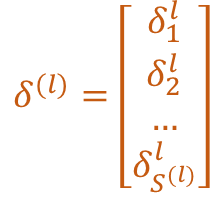 δ^{(l)} = [ δ_1^l
δ_2^l
...
δ_{S^{(l)}}^l ]